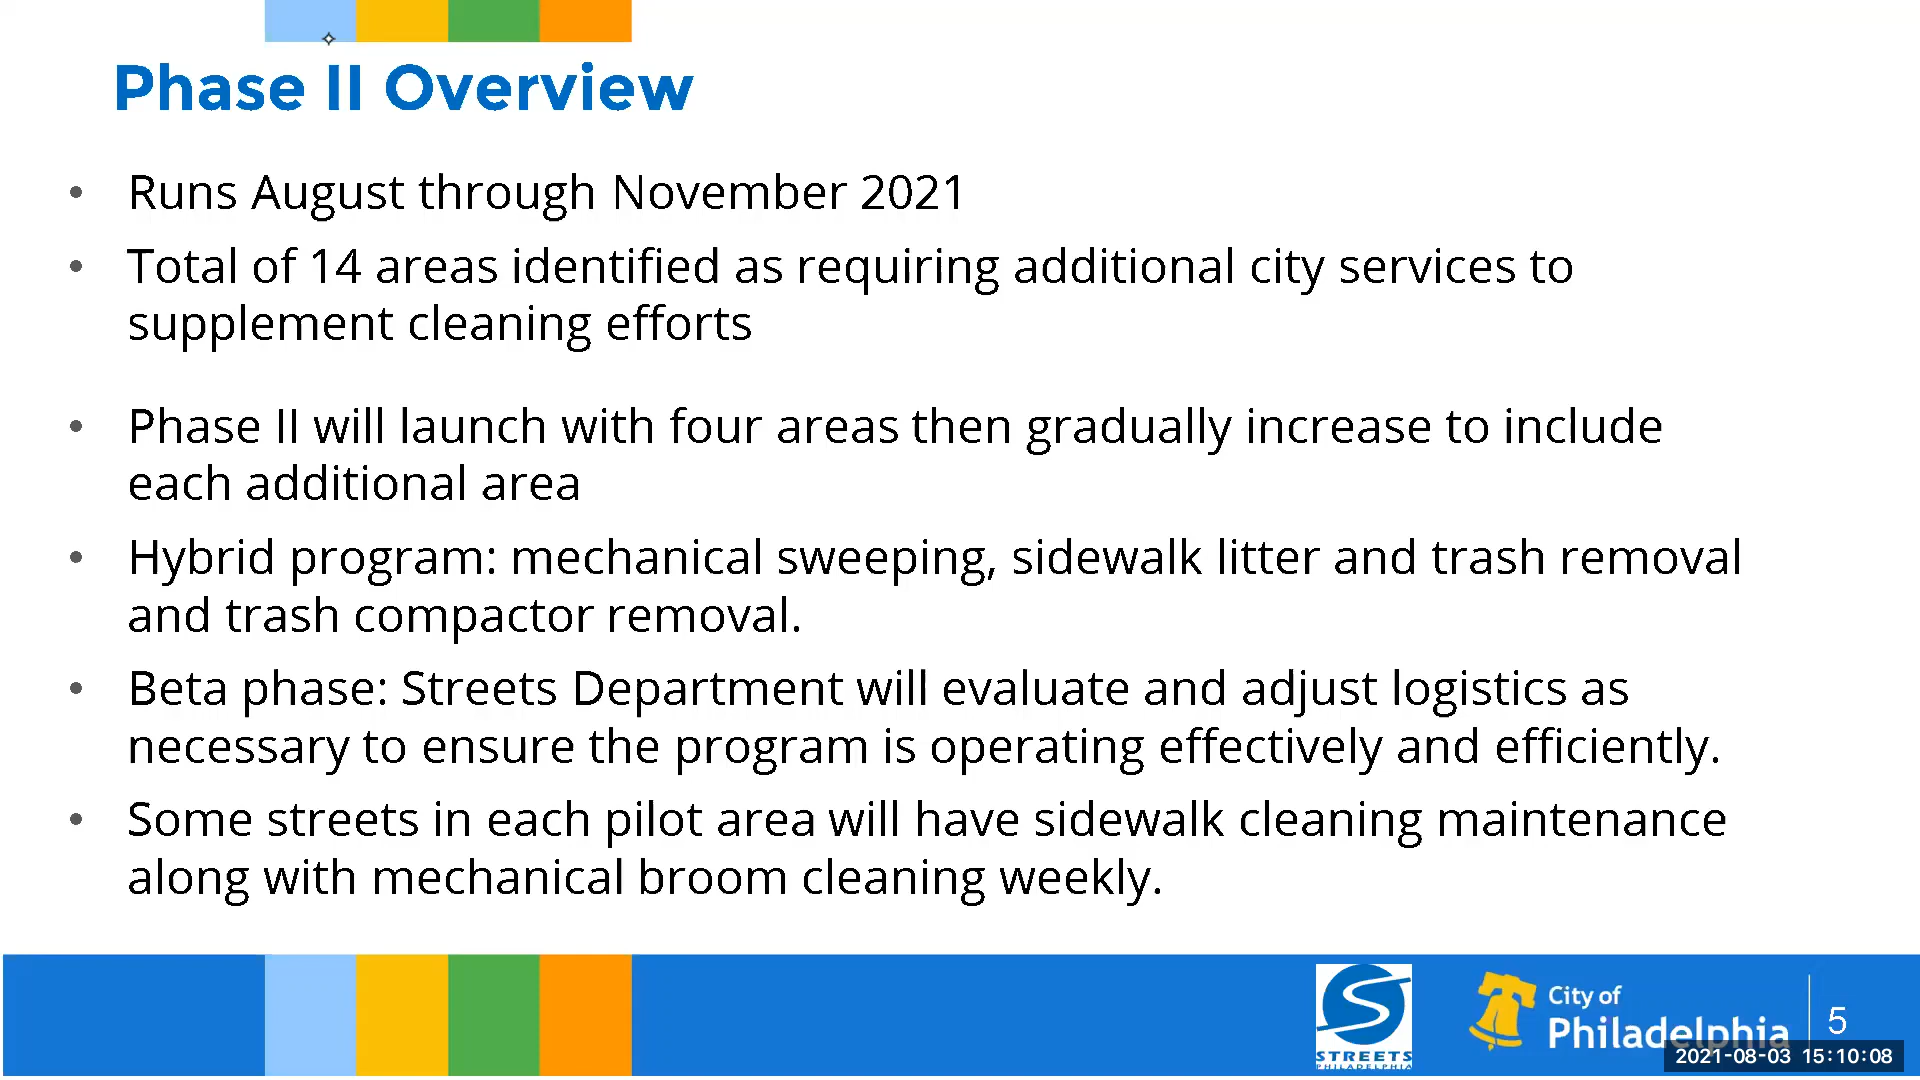 Phase II Overview
• Runs August through November 2021
• Total of 14 areas identified as requiring additional city services to
supplement cleaning efforts
• Phase II will launch with four areas then gradually increase to include
each additional area
• Hybrid program: mechanical sweeping, sidewalk litter and trash removal
and trash compactor removal.
• Beta phase: Streets Department will evaluate and adjust logistics as
necessary to ensure the program is operating effectively and efficiently.
• Some streets in each pilot area will have sidewalk cleaning maintenance
along with mechanical broom cleaning weekly.
S
STREETS
PHILADELPHIA
City of
Philadelphia
5
2021-08-03 15:10:08